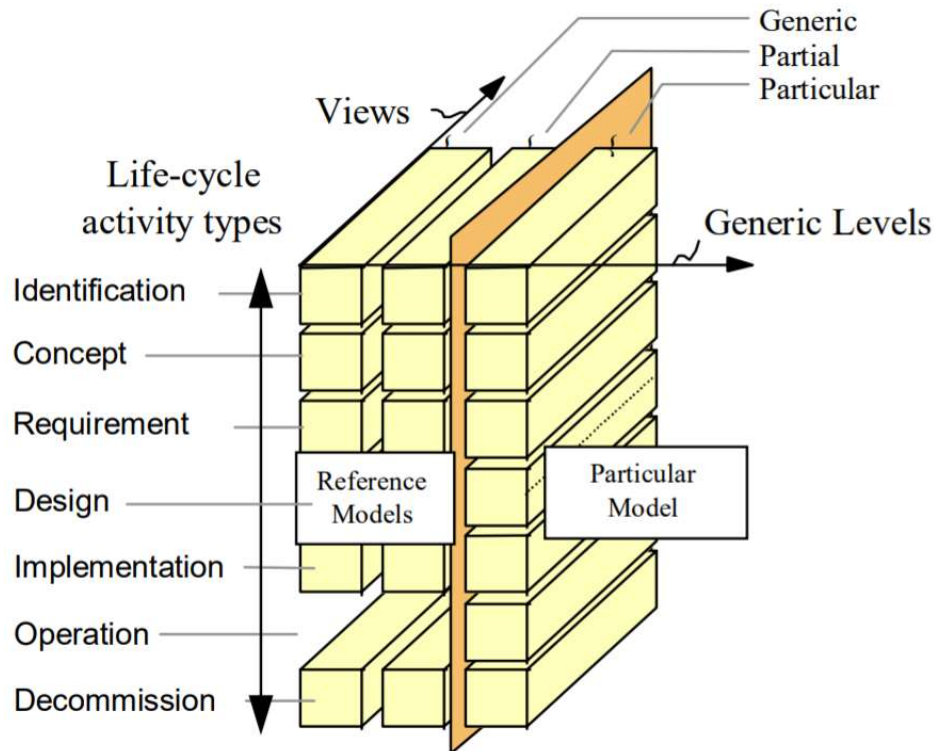 Generic
Partial
Particular
Views
Life-cycle
activity types
Generic Levels
Identification
Concept
Requirement
Design
Implementation
Operation
Decommission
Reference
Models
Particular
Model